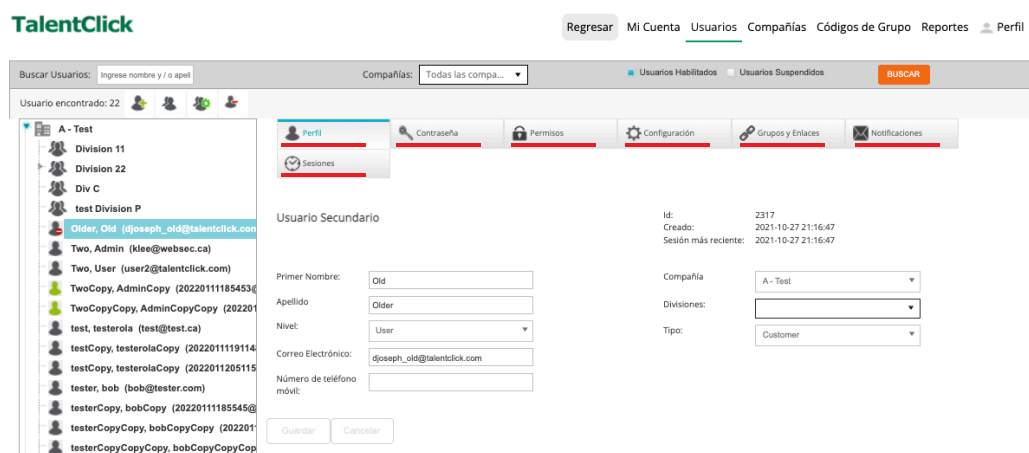 TalentClick
Regresar Mi Cuenta Usuarios Compañías Códigos de Grupo Reportes Perfil
Buscar Usuarios: Ingrese nombre y / o apell Compañías: Todas las compa... Usuarios Habilitados Usuarios Suspendidos BUSCAR
Usuario encontrado: 22
A - Test
Division 11
Division 22
Div C
test Division P
Older, Old (djoseph_old@talentclick.com
Two, Admin (klee@websec.ca)
Two, User (user2@talentclick.com)
TwoCopy, AdminCopy (20220111185453@
TwoCopyCopy, AdminCopyCopy (202201
test, testerola (test@test.ca)
testCopy, testerolaCopy (2022011191148
testCopy, testerolaCopy (2022011205115
tester, bob (bob@tester.com)
testerCopy, bobCopy (20220111185545@
testerCopyCopy, bobCopyCopy (202201
testerCopyCopyCopy, bobCopyCopyCop
Perfil Contraseña Permisos Configuración Grupos y Enlaces Notificaciones
Sesiones
Usuario Secundario
Id: 2317
Creado: 2021-10-27 21:16:47
Sesión más reciente: 2021-10-27 21:16:47
Primer Nombre: Old
Apellido Older
Nivel: User
Correo Electrónico: djoseph_old@talentclick.com
Número de teléfono
móvil:
Compañía A - Test
Divisiones:
Tipo: Customer
Guardar Cancelar